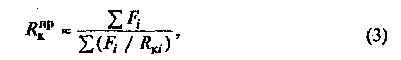 R_к^пр = ∑F_i / ∑(F_i / R_кi), (3)